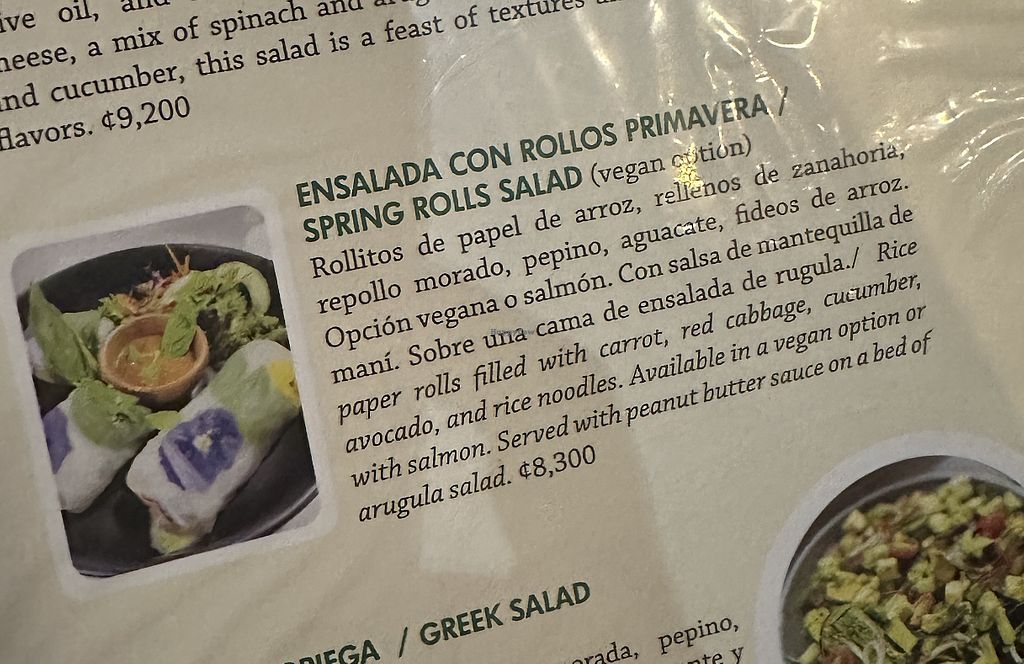 ive oil, and
heese, a mix of spinach and
and cucumber, this salad is a feast of textures
flavors. ¢9,200
ENSALADA CON ROLLOS PRIMAVERA /
SPRING ROLLS SALAD (vegan option)
Rollitos de papel de arroz, rellenos de zanahoria,
repollo morado, pepino, aguacate, fideos de arroz.
Opción vegana o salmón. Con salsa de mantequilla de
maní. Sobre una cama de ensalada de rugula./ Rice
paper rolls filled with carrot, red cabbage, cucumber,
avocado, and rice noodles. Available in a vegan option or
with salmon. Served with peanut butter sauce on a bed of
arugula salad. ¢8,300
RIEGA / GREEK SALAD
orada, pepino,
nte y